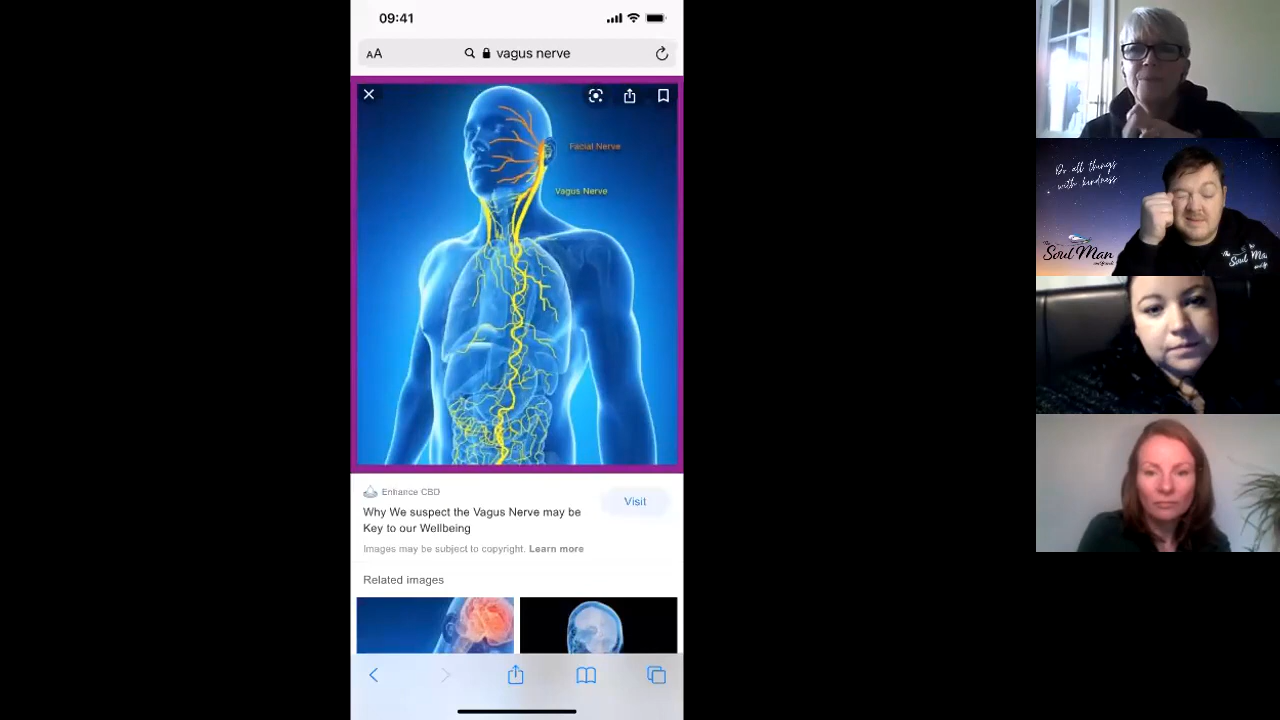 09:41
AA vagus nerve
Facial Nerve
Vagus Nerve
Enhance CBD
Visit
Why We suspect the Vagus Nerve may be
Key to our Wellbeing
Images may be subject to copyright. Learn more
Related images
Do all things
with kindness
The
Soul Man
Soul Ma